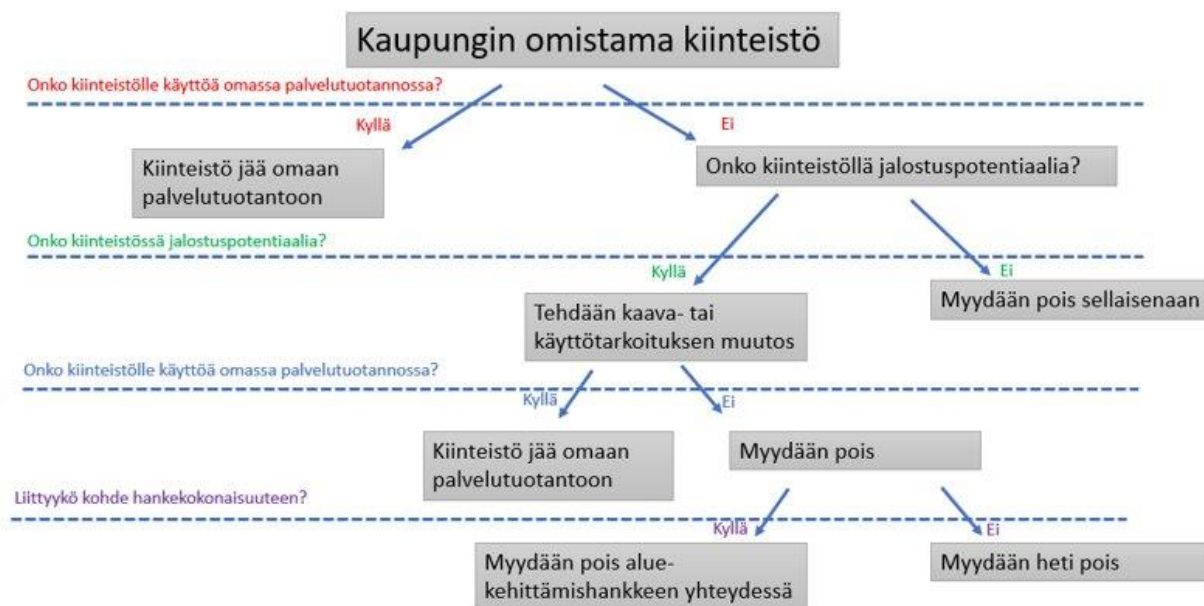 Kaupungin omistama kiinteistö
Onko kiinteistölle käyttöä omassa palvelutuotannossa?
Kyllä
Ei
Kiinteistö jää omaan
palvelutuotantoon
Onko kiinteistöllä jalostuspotentiaalia?
Onko kiinteistössä jalostuspotentiaalia?
Kyllä
Ei
Tehdään kaava- tai
käyttötarkoituksen muutos
Myydään pois sellaisenaan
Onko kiinteistölle käyttöä omassa palvelutuotannossa?
Kyllä
Ei
Kiinteistö jää omaan
palvelutuotantoon
Myydään pois
Liittyykö kohde hankekokonaisuuteen?
Kyllä
Ei
Myydään pois alue-
kehittämishankkeen yhteydessä
Myydään heti pois